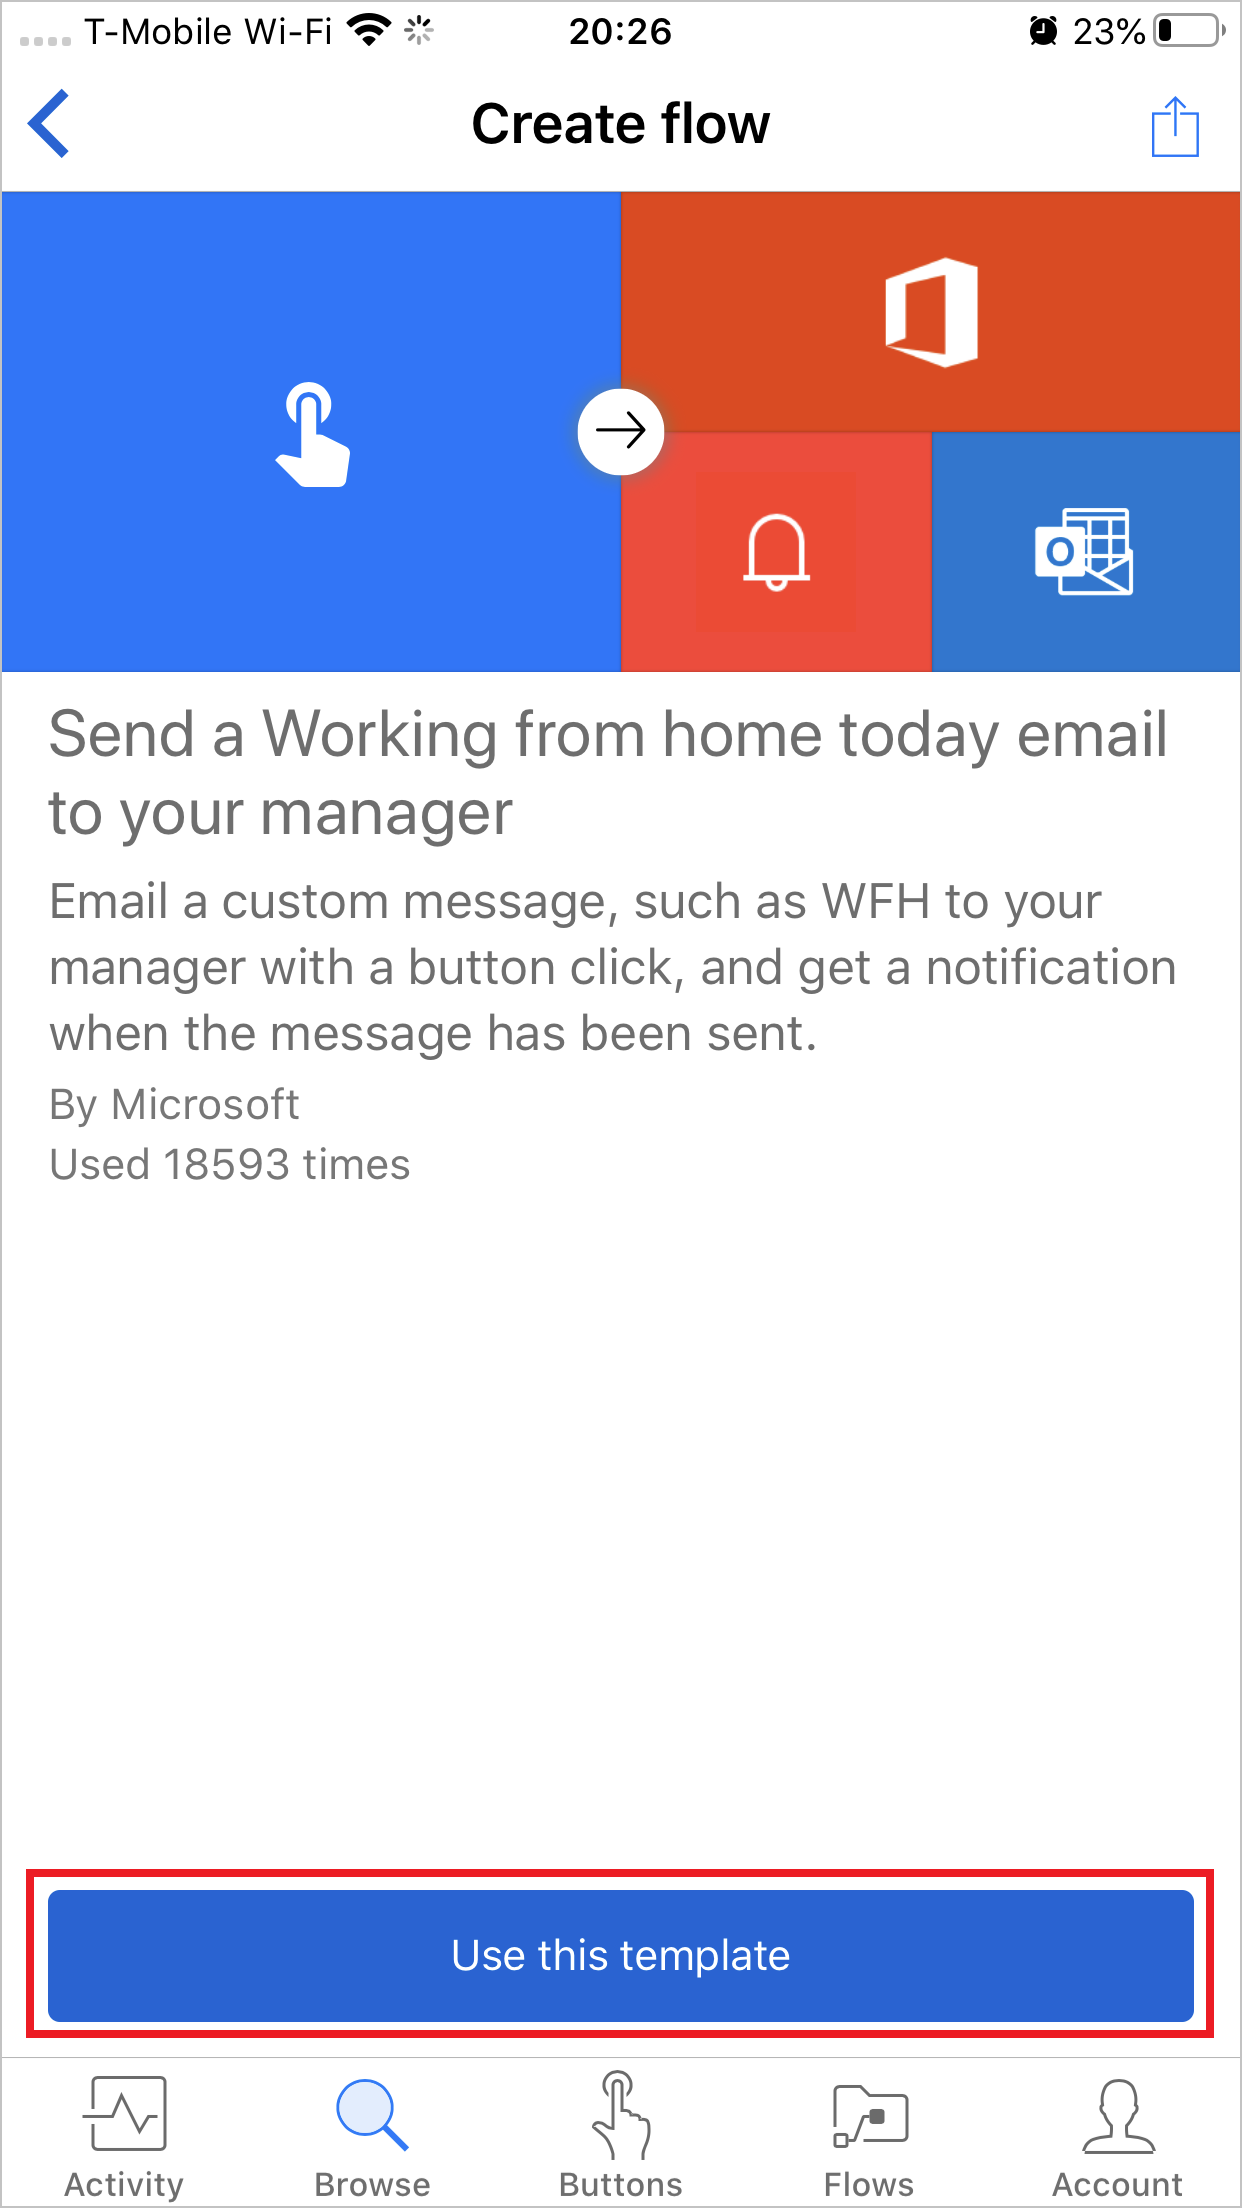 T-Mobile Wi-Fi 20:26 23%
Create flow
O
Send a Working from home today email
to your manager
Email a custom message, such as WFH to your
manager with a button click, and get a notification
when the message has been sent.
By Microsoft
Used 18593 times
Use this template
Activity Browse Buttons Flows Account